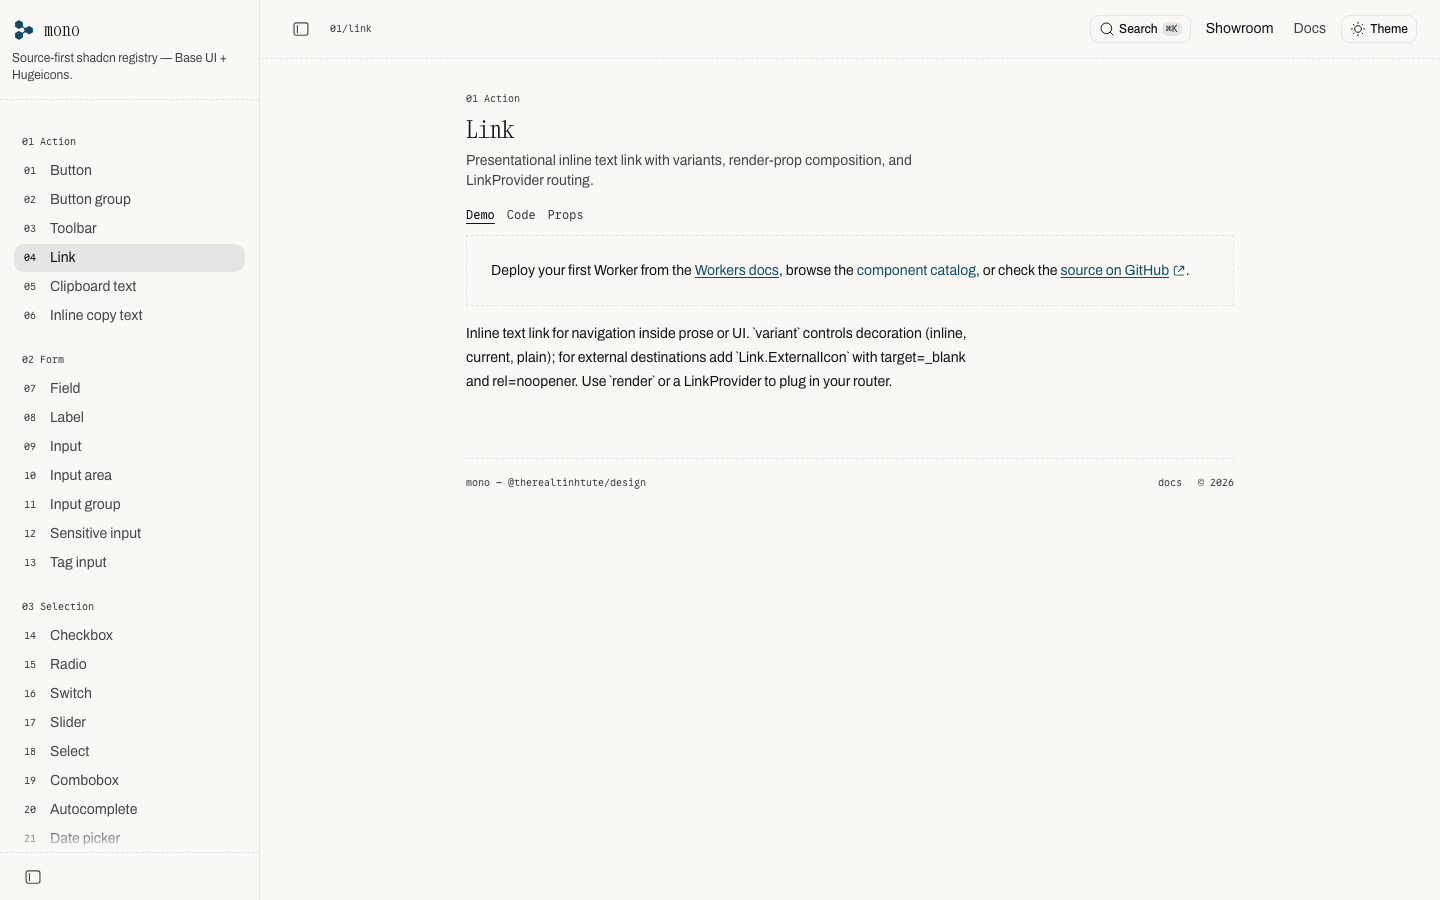 mono
Source-first shadcn registry — Base UI +
Hugeicons.
01 Action
01 Button
02 Button group
03 Toolbar
04 Link
05 Clipboard text
06 Inline copy text
02 Form
07 Field
08 Label
09 Input
10 Input area
11 Input group
12 Sensitive input
13 Tag input
03 Selection
14 Checkbox
15 Radio
16 Switch
17 Slider
18 Select
19 Combobox
20 Autocomplete
21 Date picker
01/link
Search ⌘K Showroom Docs Theme
01 Action
Link
Presentational inline text link with variants, render-prop composition, and
LinkProvider routing.
Demo Code Props
Deploy your first Worker from the Workers docs, browse the component catalog, or check the source on GitHub.
Inline text link for navigation inside prose or UI. `variant` controls decoration (inline,
current, plain); for external destinations add `Link.ExternalIcon` with target=_blank
and rel=noopener. Use `render` or a LinkProvider to plug in your router.
mono — @therealtinhtute/design
docs © 2026